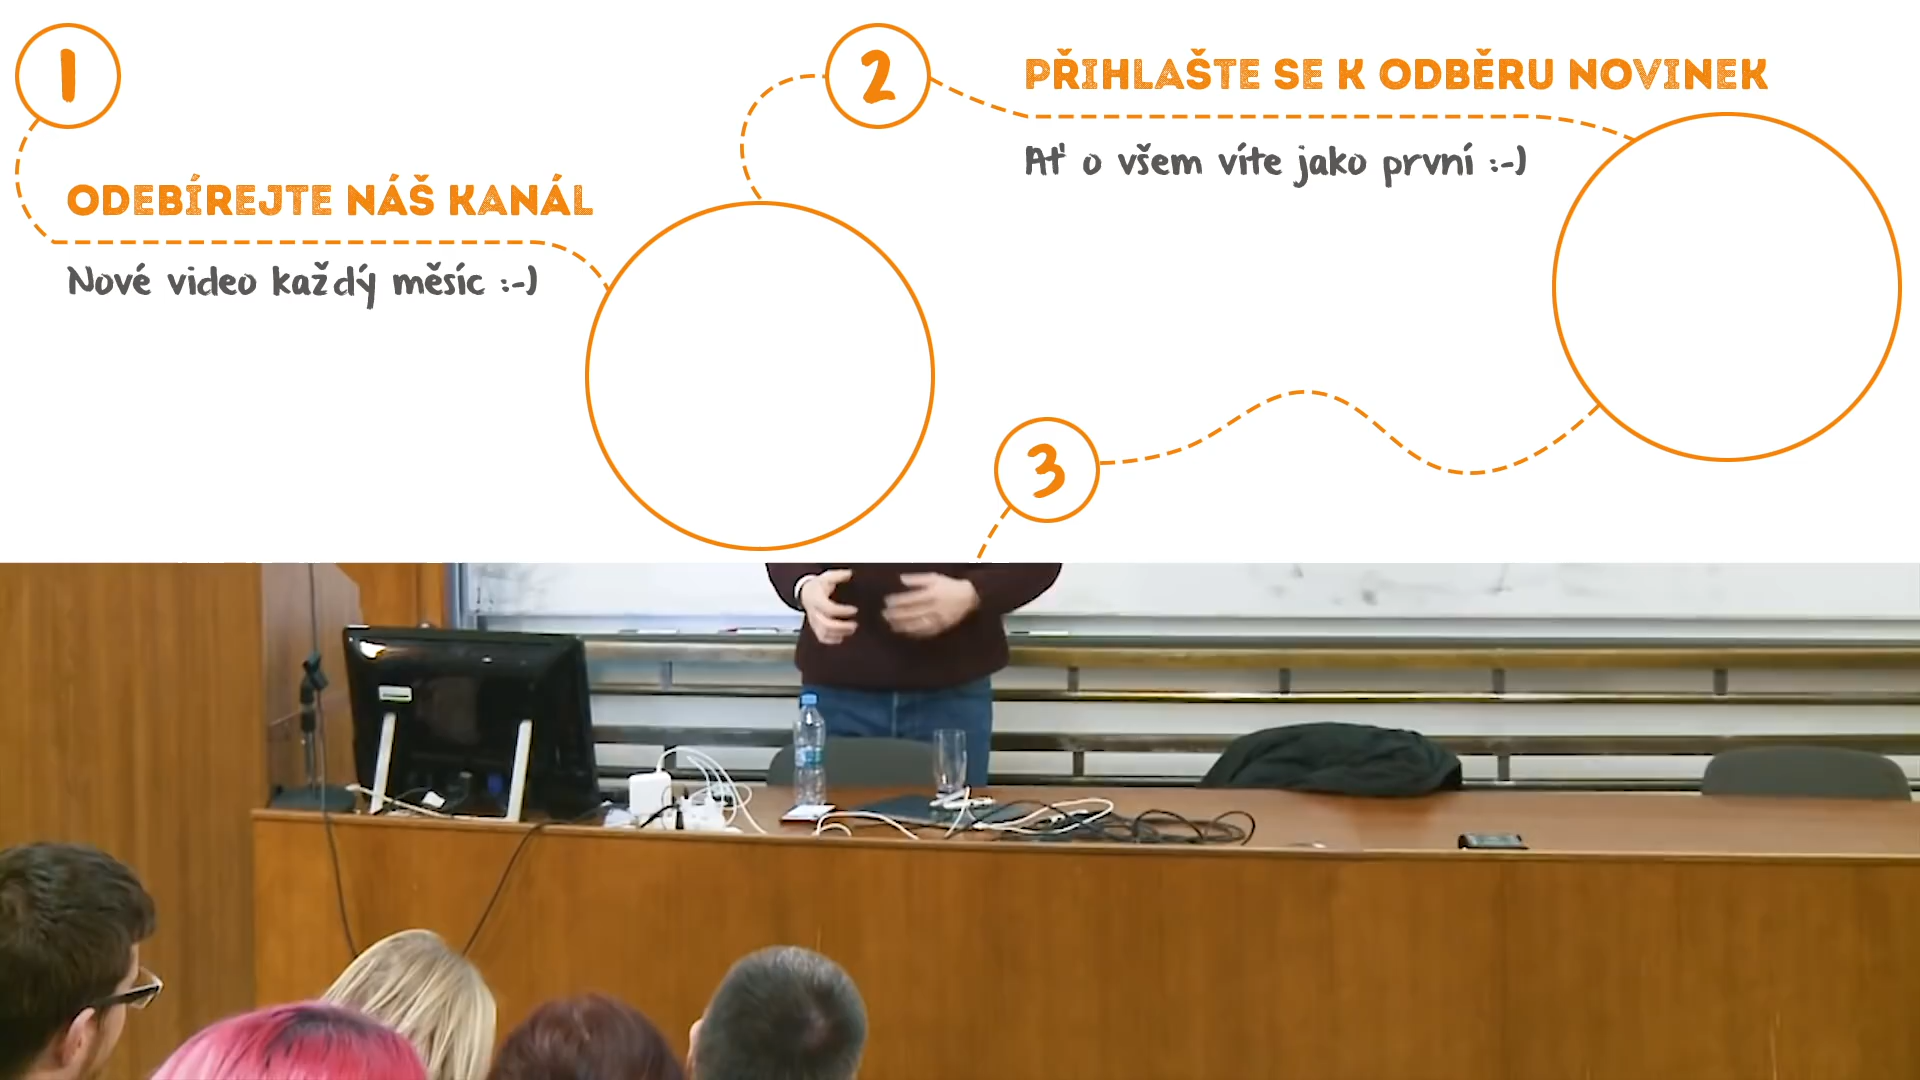 1
ODEBÍREJTE NÁŠ KANÁL
Nové video každý měsíc :-)
2
PŘIHLAŠTE SE K ODBĚRU NOVINEK
Ať o všem víte jako první :-)
3